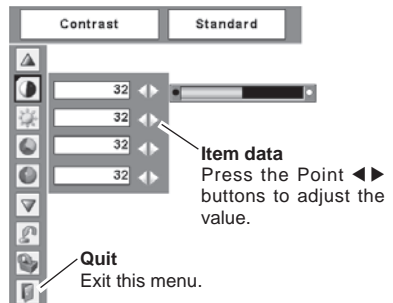 Contrast Standard
32
32
32
32
Item data
Press the Point ◀▶
buttons to adjust the
value.
Quit
Exit this menu.